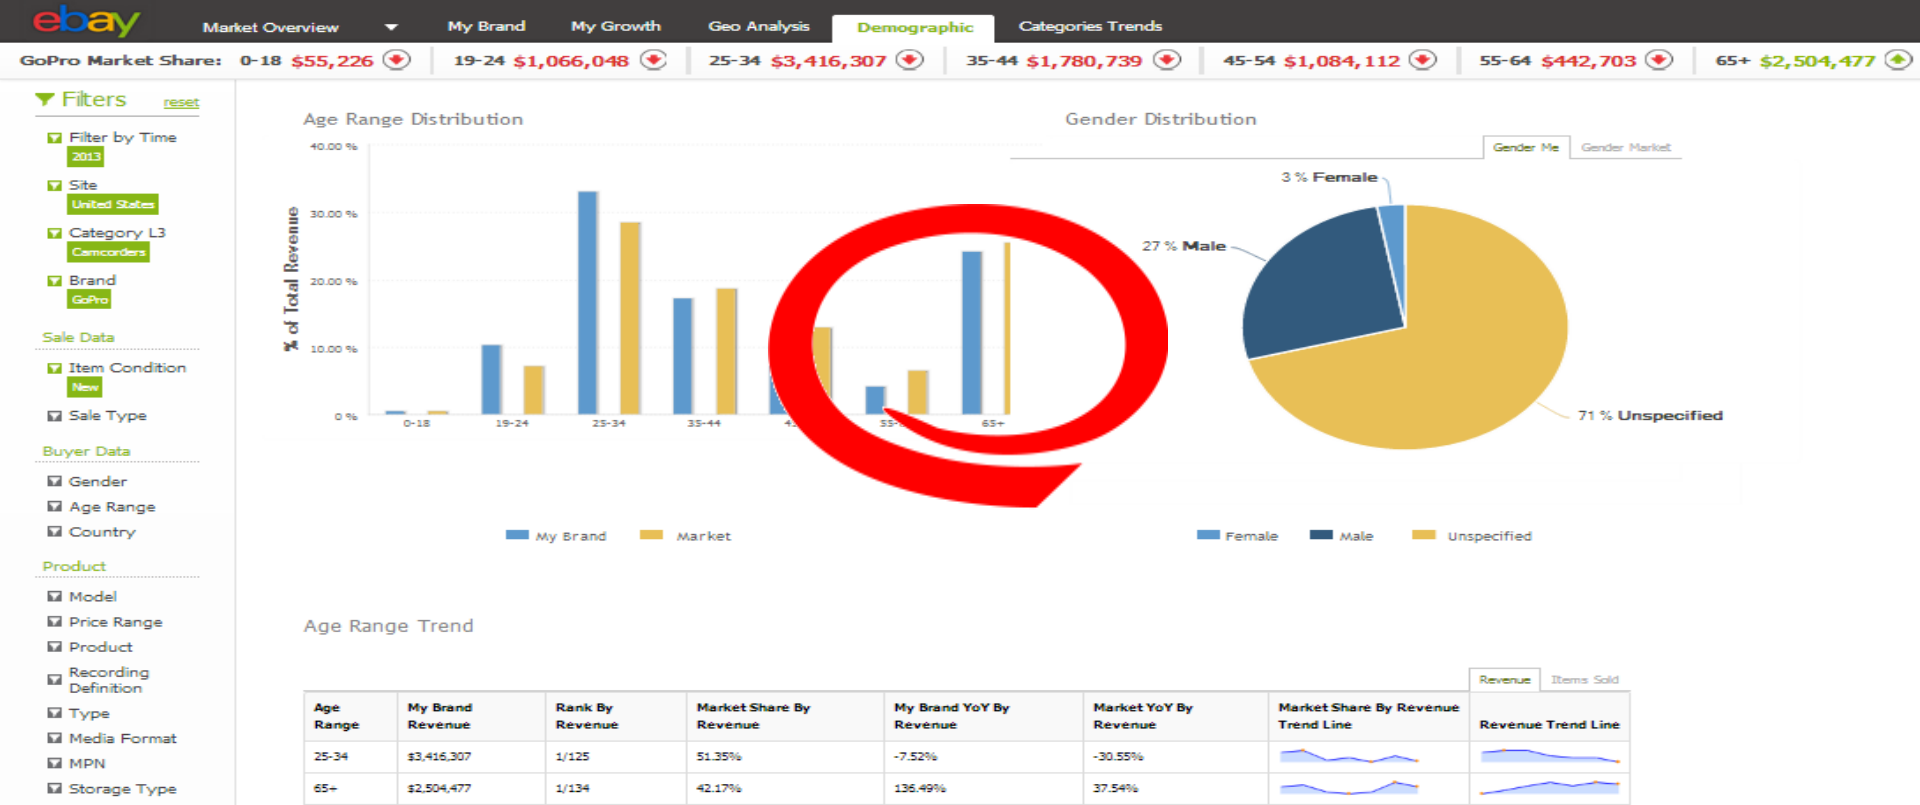 ebay
Market Overview My Brand My Growth Geo Analysis Demographic Categories Trends
GoPro Market Share: 0-18 $55,226 19-24 $1,066,048 25-34 $3,416,307 35-44 $1,780,739 45-54 $1,084,112 55-64 $442,703 65+ $2,504,477
Filters reset
Filter by Time
2013
Site
United States
Category L3
Camcorders
Brand
GoPro
Sale Data
Item Condition
New
Sale Type
Buyer Data
Gender
Age Range
Country
Product
Model
Price Range
Product
Recording
Definition
Type
Media Format
MPN
Storage Type
Age Range Distribution
% of Total Revenue
40.00 %
30.00 %
20.00 %
10.00 %
0 %
0-18 19-24 25-34 35-44 65+
My Brand Market
Gender Distribution
Gender Me Gender Market
3 % Female
27 % Male
71 % Unspecified
Female Male Unspecified
Age Range Trend
Revenue Items Sold
Age Range My Brand Revenue Rank By Revenue Market Share By Revenue My Brand YoY By Revenue Market YoY By Revenue Market Share By Revenue Trend Line Revenue Trend Line
25-34 $3,416,307 1/125 51.35% -7.52% -30.55%
65+ $2,504,477 1/134 42.17% 136.49% 37.54%